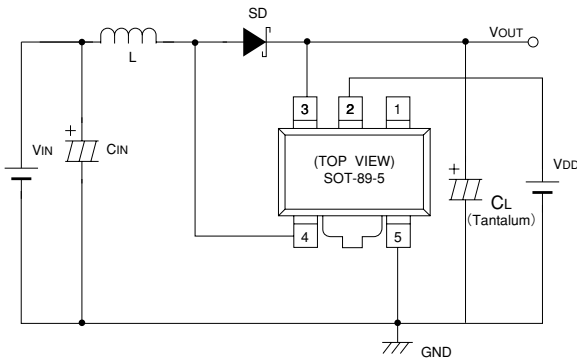 SD
VOUT
L
3
2
1
+
VIN
CIN
(TOP VIEW)
SOT-89-5
+
VDD
CL
(Tantalum)
4
5
GND